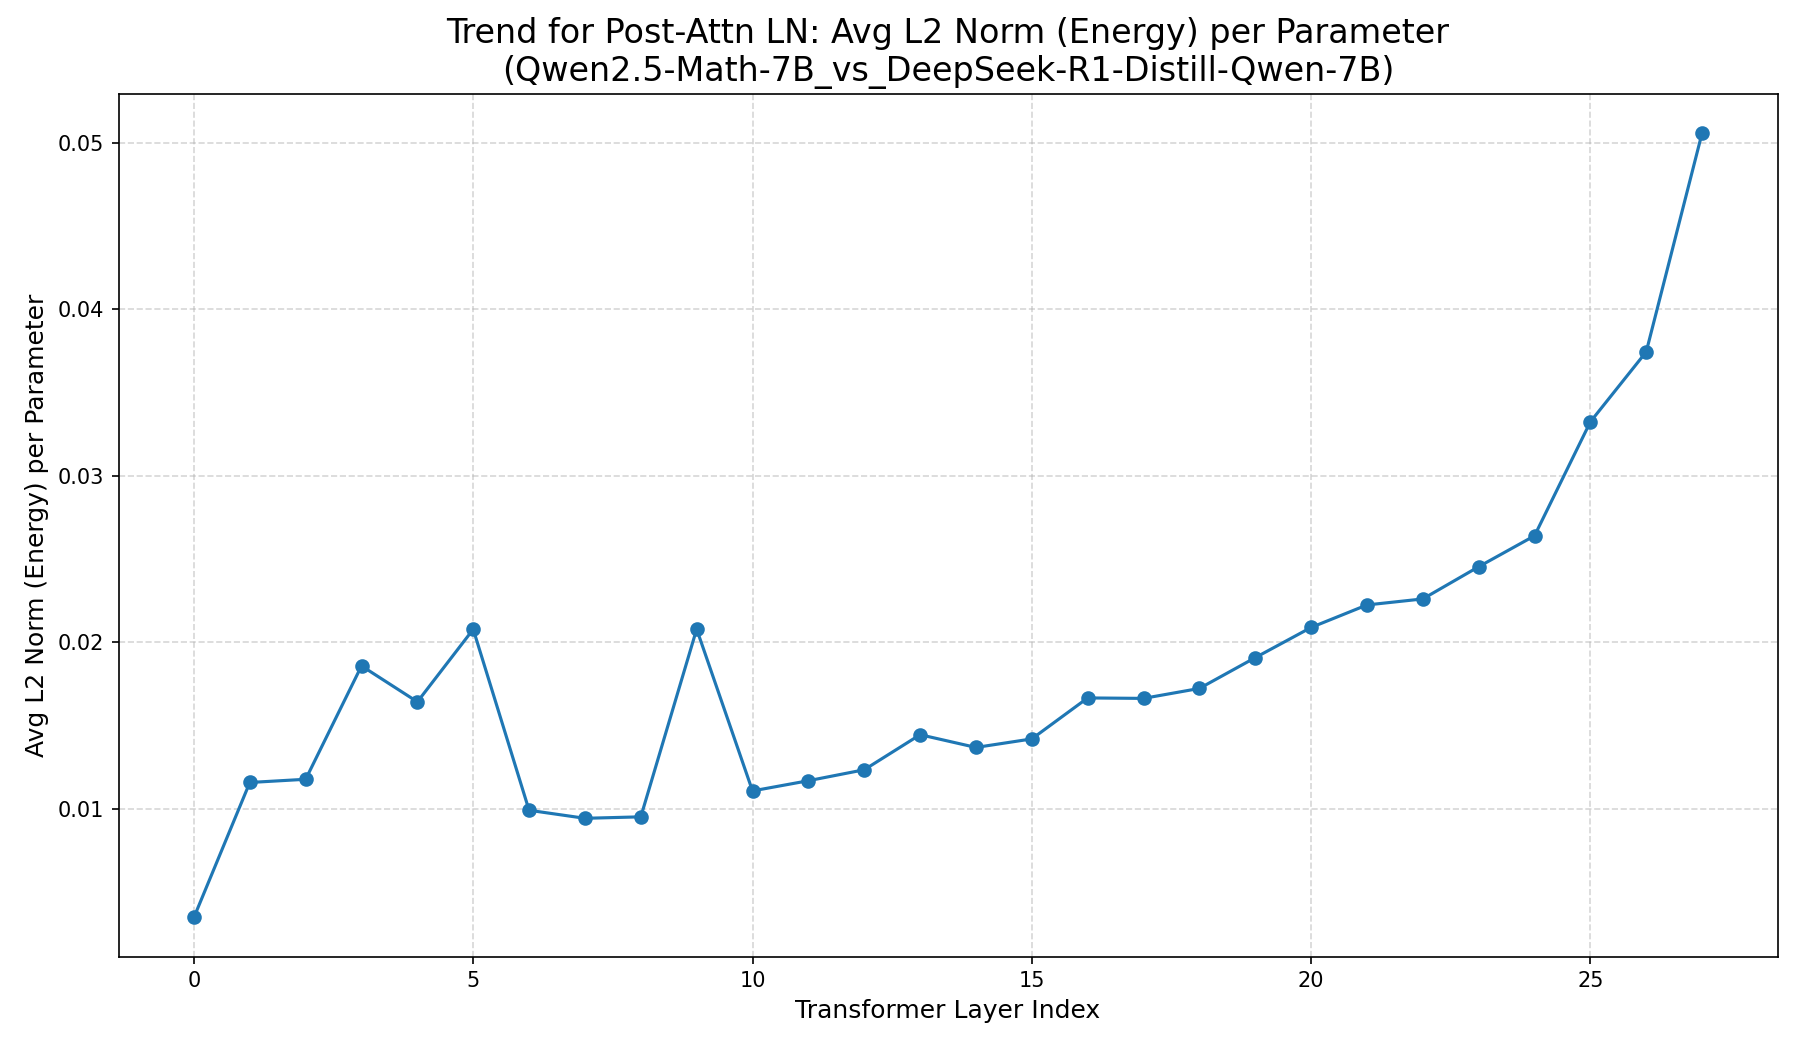 Trend for Post-Attn LN: Avg L2 Norm (Energy) per Parameter
(Qwen2.5-Math-7B_vs_DeepSeek-R1-Distill-Qwen-7B)
Avg L2 Norm (Energy) per Parameter
0.05
0.04
0.03
0.02
0.01
0 5 10 15 20 25
Transformer Layer Index